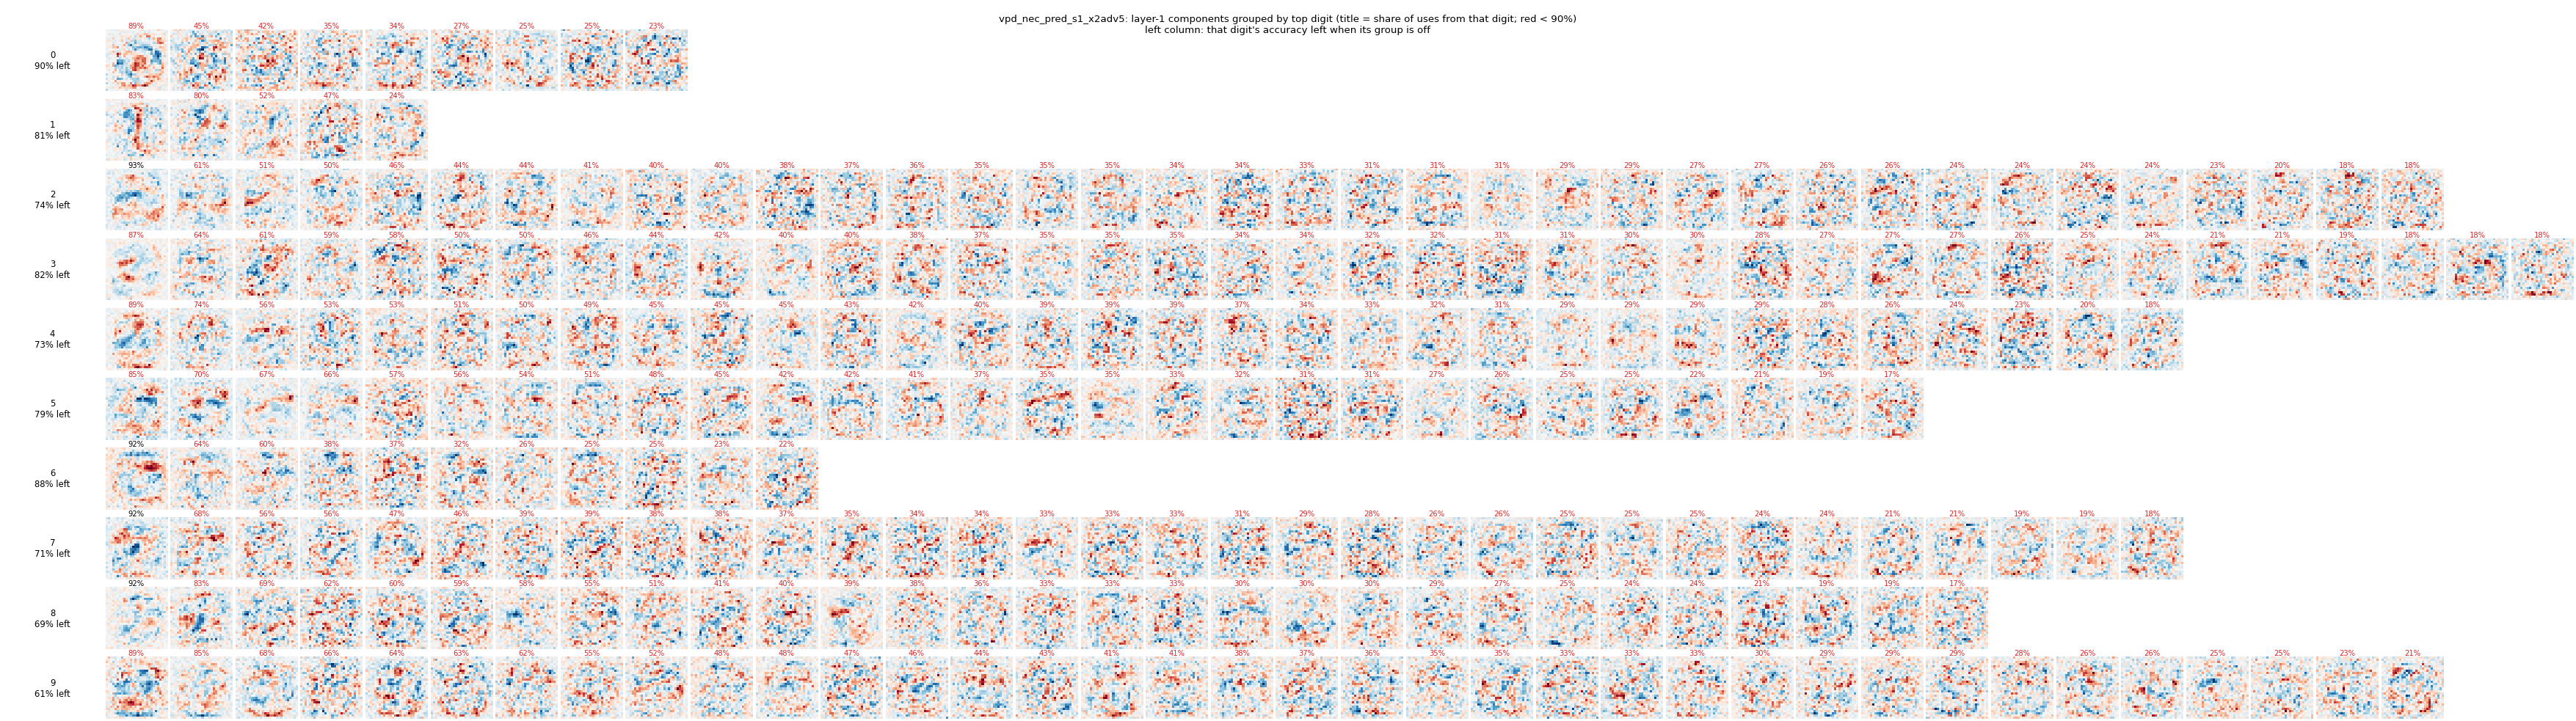 vpd_nec_pred_s1_x2adv5: layer-1 components grouped by top digit (title = share of uses from that digit; red < 90%)
left column: that digit's accuracy left when its group is off
89% 45% 42% 35% 34% 27% 25% 25% 23%
0
90% left
83% 80% 52% 47% 24%
1
81% left
93% 61% 51% 50% 46% 44% 44% 41% 40% 40% 38% 37% 36% 35% 35% 35% 34% 34% 33% 31% 31% 31% 29% 29% 27% 27% 26% 26% 24% 24% 24% 24% 23% 20% 18% 18%
2
74% left
87% 64% 61% 59% 58% 50% 50% 46% 44% 42% 40% 40% 38% 37% 35% 35% 35% 34% 34% 32% 32% 31% 31% 30% 30% 28% 27% 27% 27% 26% 25% 24% 21% 21% 19% 18% 18% 18%
3
82% left
89% 74% 56% 53% 53% 51% 50% 49% 45% 45% 45% 43% 42% 40% 39% 39% 39% 37% 34% 33% 32% 31% 29% 29% 29% 29% 28% 26% 24% 23% 20% 18%
4
73% left
85% 70% 67% 66% 57% 56% 54% 51% 48% 45% 42% 42% 41% 37% 35% 35% 33% 32% 31% 31% 27% 26% 25% 25% 22% 21% 19% 17%
5
79% left
92% 64% 60% 38% 37% 32% 26% 25% 25% 23% 22%
6
88% left
92% 68% 56% 56% 47% 46% 39% 39% 38% 38% 37% 35% 34% 34% 33% 33% 33% 31% 29% 28% 26% 26% 25% 25% 25% 24% 24% 21% 21% 19% 19% 18%
7
71% left
92% 83% 69% 62% 60% 59% 58% 55% 51% 41% 40% 39% 38% 36% 33% 33% 33% 30% 30% 30% 29% 27% 25% 24% 24% 21% 19% 19% 17%
8
69% left
89% 85% 68% 66% 64% 63% 62% 55% 52% 48% 48% 47% 46% 44% 43% 41% 41% 38% 37% 36% 35% 35% 33% 33% 33% 30% 29% 29% 29% 28% 26% 26% 25% 25% 23% 21%
9
61% left